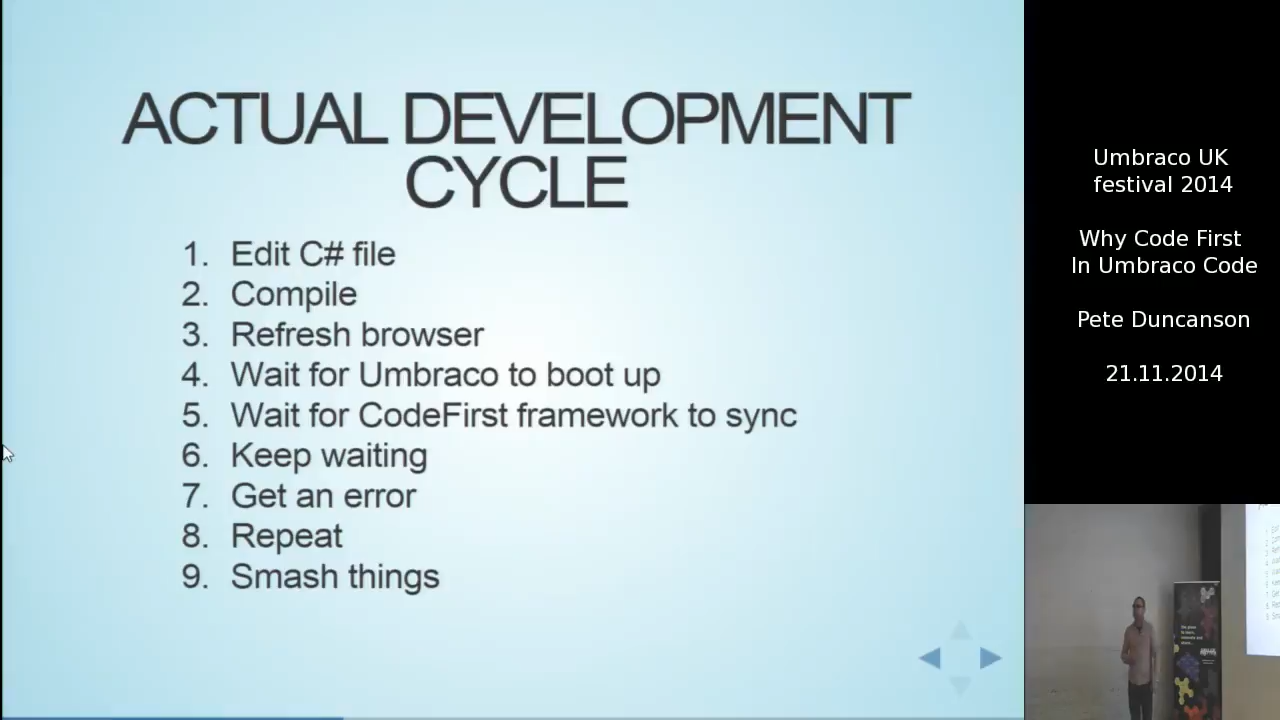 ACTUAL DEVELOPMENT
CYCLE
1. Edit C# file
2. Compile
3. Refresh browser
4. Wait for Umbraco to boot up
5. Wait for CodeFirst framework to sync
6. Keep waiting
7. Get an error
8. Repeat
9. Smash things
Umbraco UK
festival 2014
Why Code First
In Umbraco Code
Pete Duncanson
21.11.2014